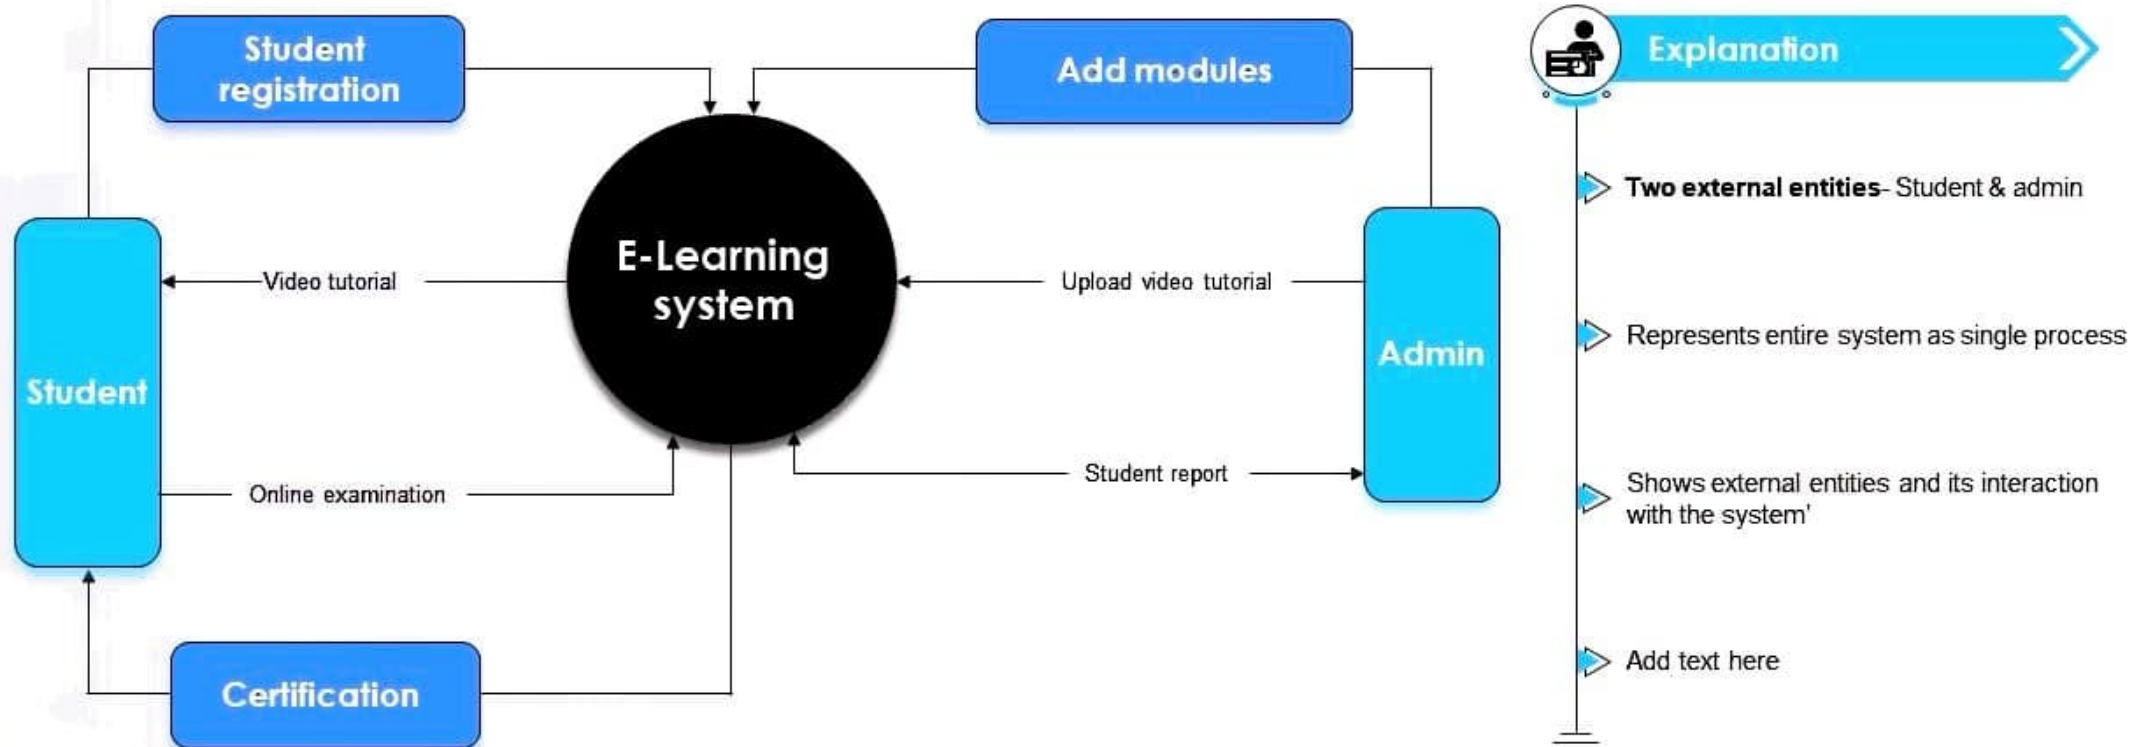 Student
registration
Add modules
Explanation
Two external entities- Student & admin
E-Learning
system
Video tutorial
Upload video tutorial
Represents entire system as single process
Admin
Student
Student report
Online examination
Shows external entities and its interaction
with the system'
Add text here
Certification